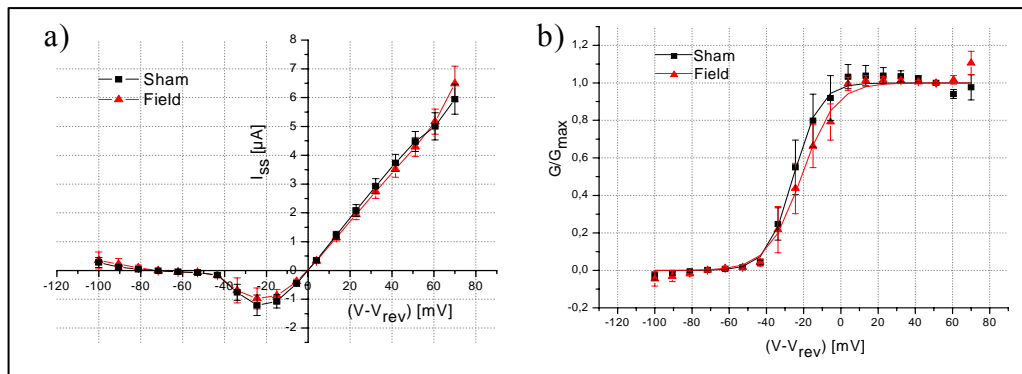 a)
Sham
Field
I_ss [µA]
8
7
6
5
4
3
2
1
0
-1
-2
-120 -100 -80 -60 -40 -20 0 20 40 60 80
(V-V_rev) [mV]
b)
Sham
Field
G/G_max
1,2
1,0
0,8
0,6
0,4
0,2
0,0
-0,2
-120 -100 -80 -60 -40 -20 0 20 40 60 80
(V-V_rev) [mV]